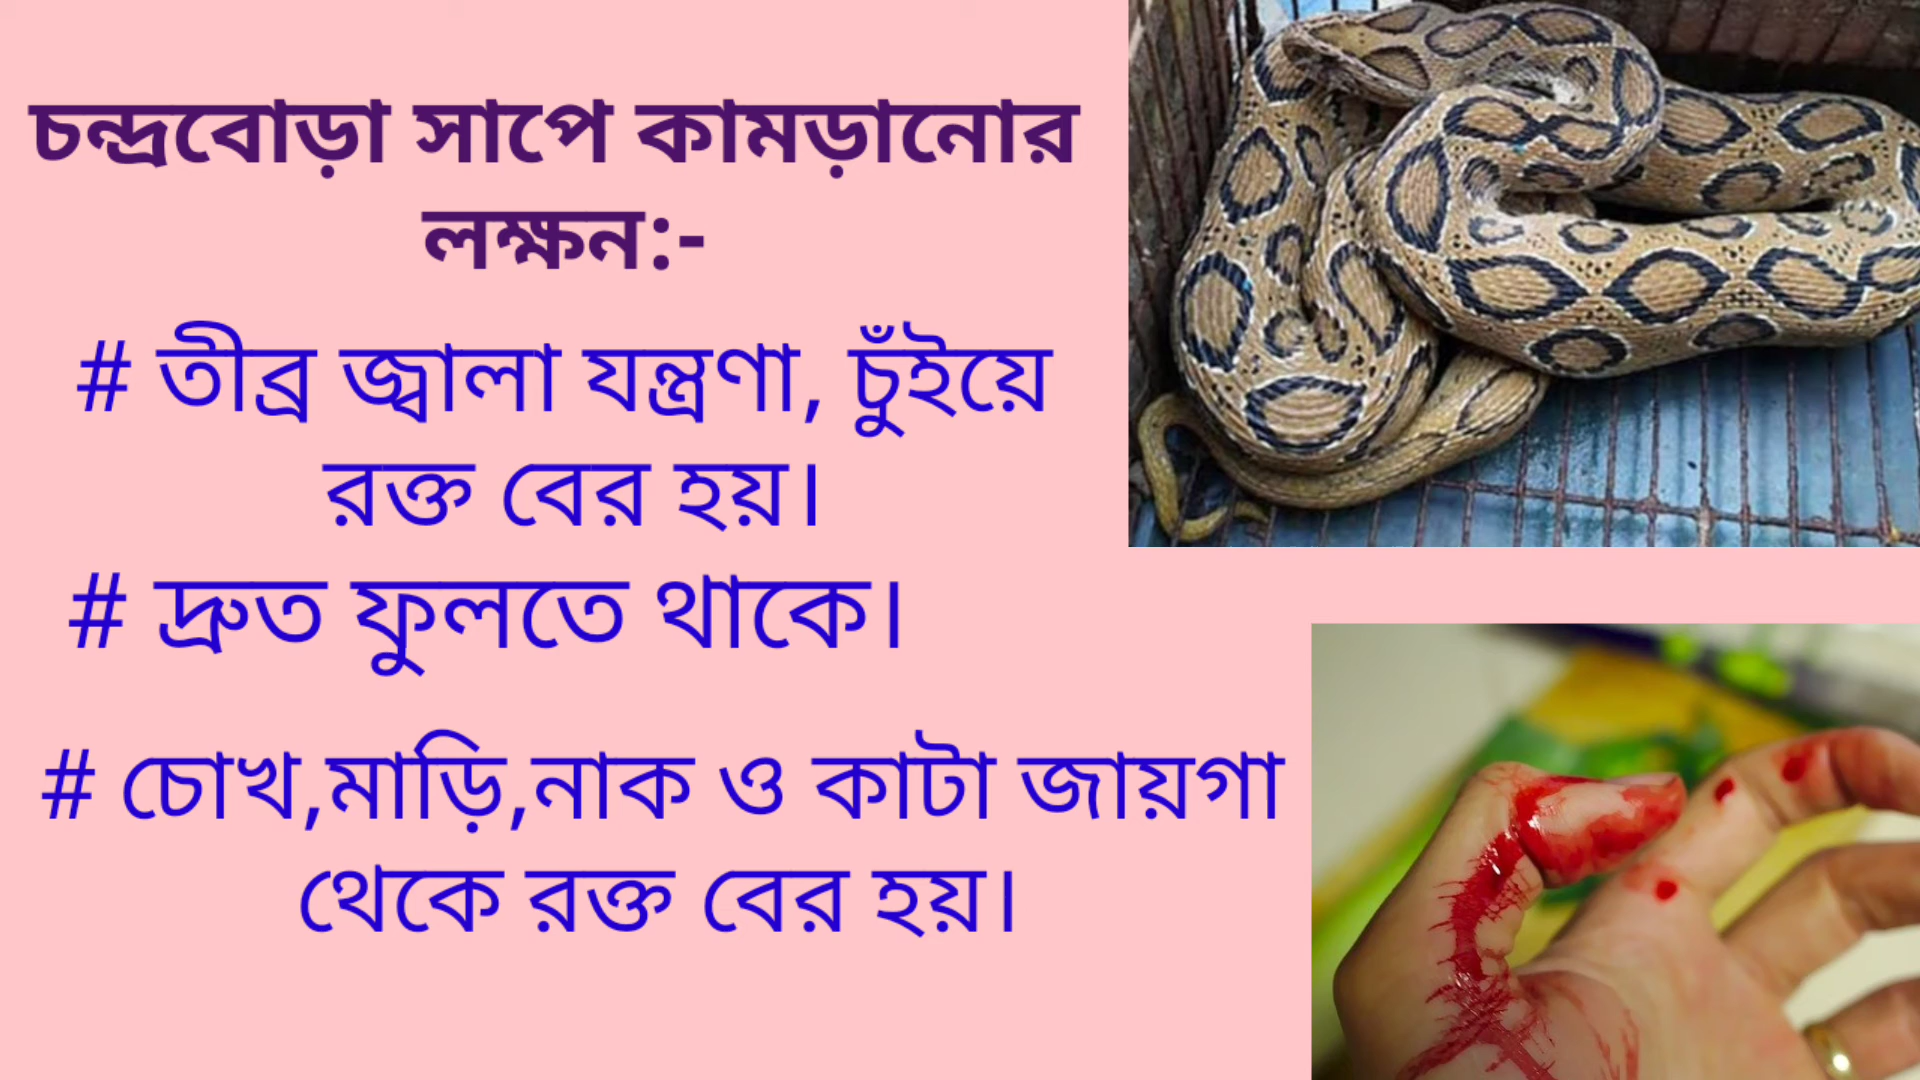 চন্দ্রবোড়া সাপে কামড়ানোর
লক্ষন:-
# তীব্র জ্বালা যন্ত্রণা, চুঁইয়ে
রক্ত বের হয়।
# দ্রুত ফুলতে থাকে।
# চোখ,মাড়ি,নাক ও কাটা জায়গা
থেকে রক্ত বের হয়।